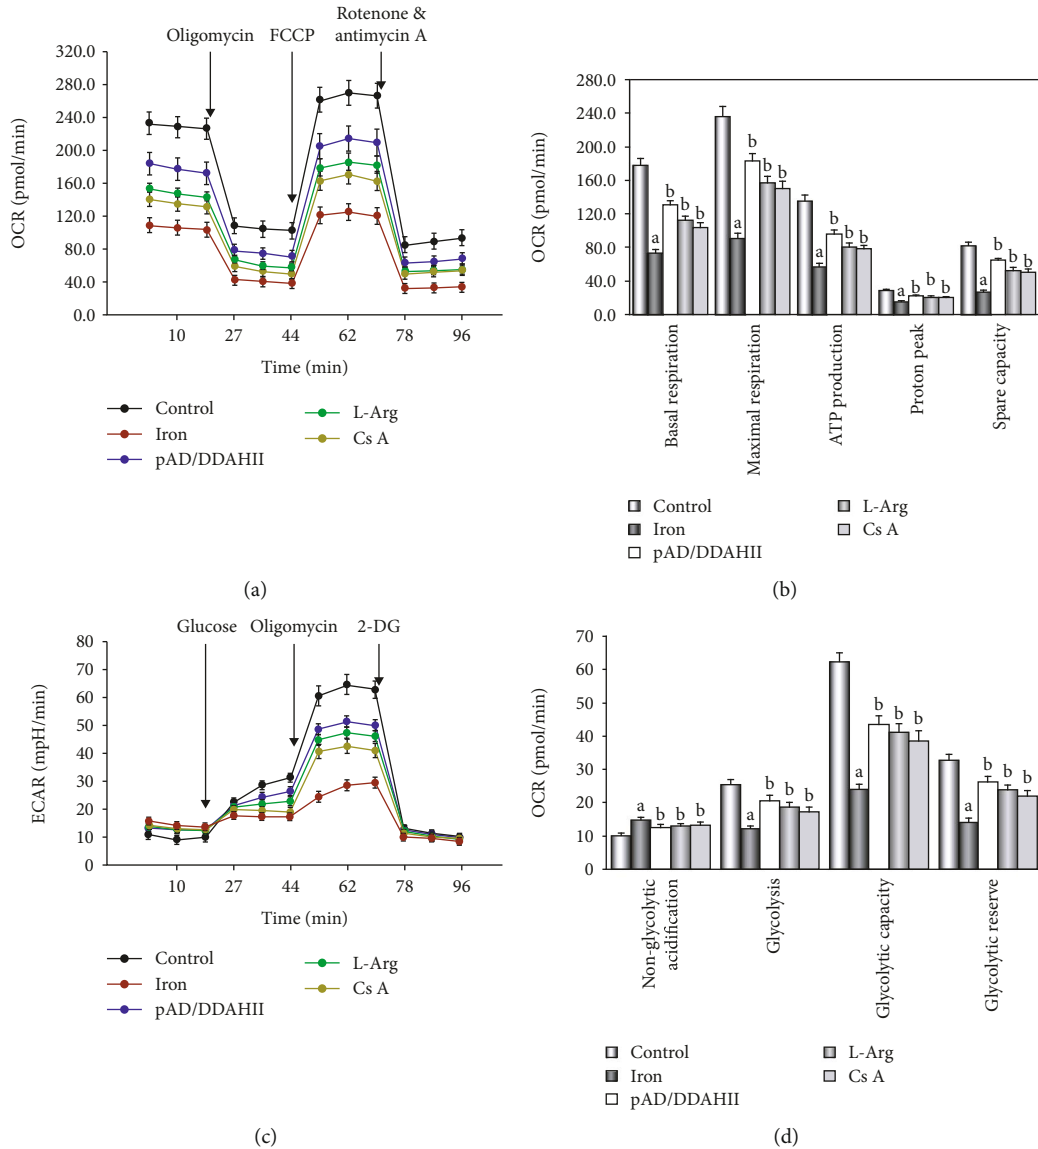 Rotenone &
Oligomycin FCCP antimycin A
320.0
280.0
240.0
200.0
160.0
120.0
80.0
40.0
0.0
OCR (pmol/min)
10 27 44 62 78 96
Time (min)
Control
Iron
pAD/DDAHII
L-Arg
Cs A
(a)
280.0
240.0
200.0
160.0
120.0
80.0
40.0
0.0
OCR (pmol/min)
a b b b
a b b b
a b b b
a b b b
a b b b
Basal respiration
Maximal respiration
ATP production
Proton peak
Spare capacity
Control
Iron
pAD/DDAHII
L-Arg
Cs A
(b)
Glucose Oligomycin 2-DG
80
70
60
50
40
30
20
10
0
ECAR (mpH/min)
10 27 44 62 78 96
Time (min)
Control
Iron
pAD/DDAHII
L-Arg
Cs A
(c)
70
60
50
40
30
20
10
0
OCR (pmol/min)
a b b b
a b b b
a b b b
a b b b
Non-glycolytic
acidification
Glycolysis
Glycolytic capacity
Glycolytic reserve
Control
Iron
pAD/DDAHII
L-Arg
Cs A
(d)